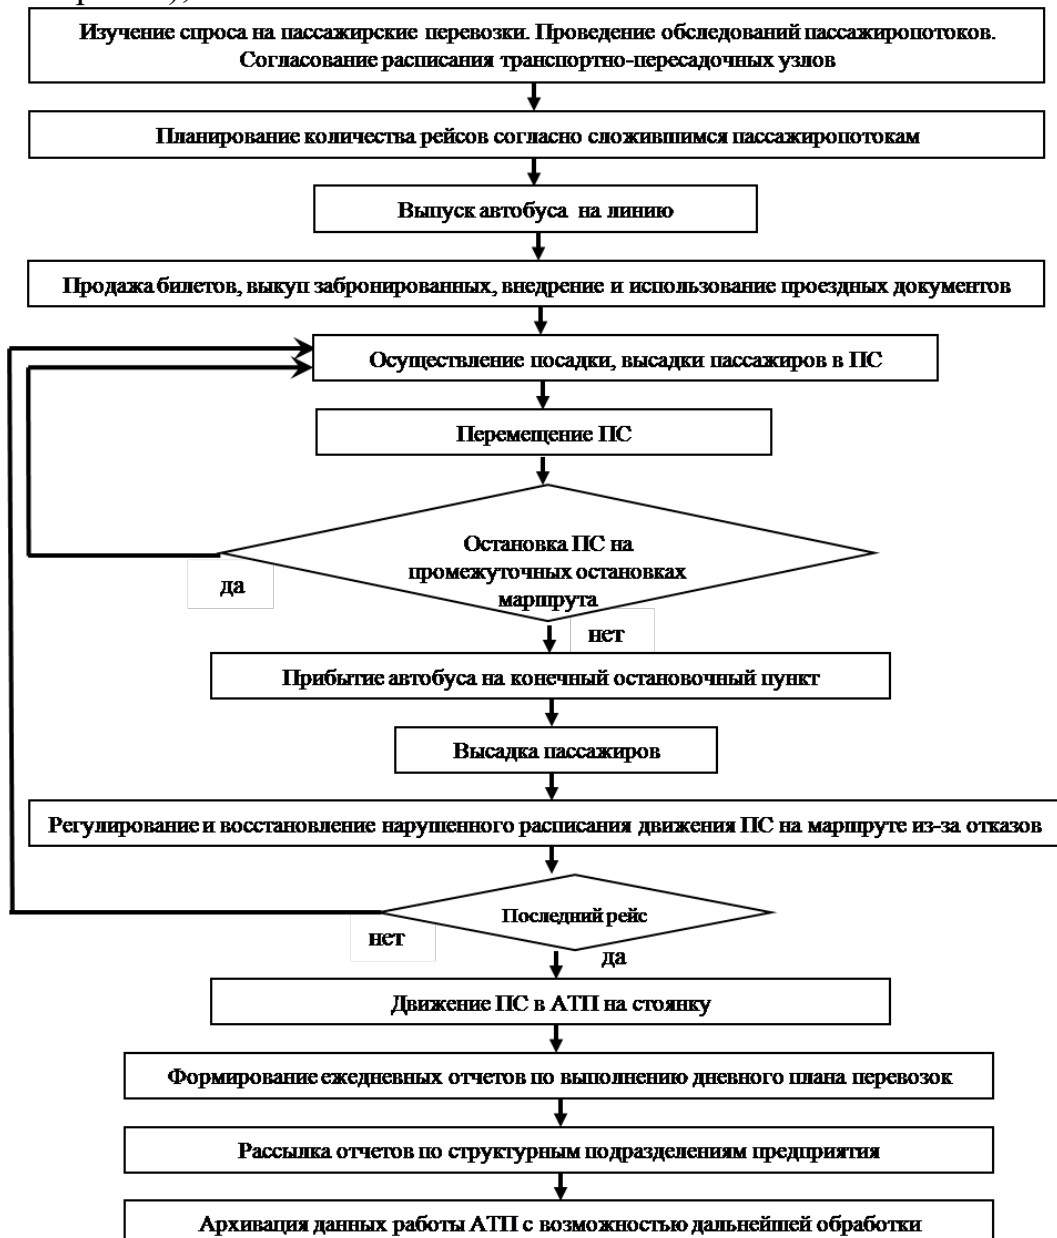 Изучение спроса на пассажирские перевозки. Проведение обследований пассажиропотоков.
Согласование расписания транспортно-пересадочных узлов
Планирование количества рейсов согласно сложившимся пассажиропотокам
Выпуск автобуса на линию
Продажа билетов, выкуп забронированных, внедрение и использование проездных документов
Осуществление посадки, высадки пассажиров в ПС
Перемещение ПС
Остановка ПС на
промежуточных остановках
маршрута
да
нет
Прибытие автобуса на конечный остановочный пункт
Высадка пассажиров
Регулирование и восстановление нарушенного расписания движения ПС на маршруте из-за отказов
Последний рейс
нет
да
Движение ПС в АТП на стоянку
Формирование ежедневных отчетов по выполнению дневного плана перевозок
Рассылка отчетов по структурным подразделениям предприятия
Архивация данных работы АТП с возможностью дальнейшей обработки